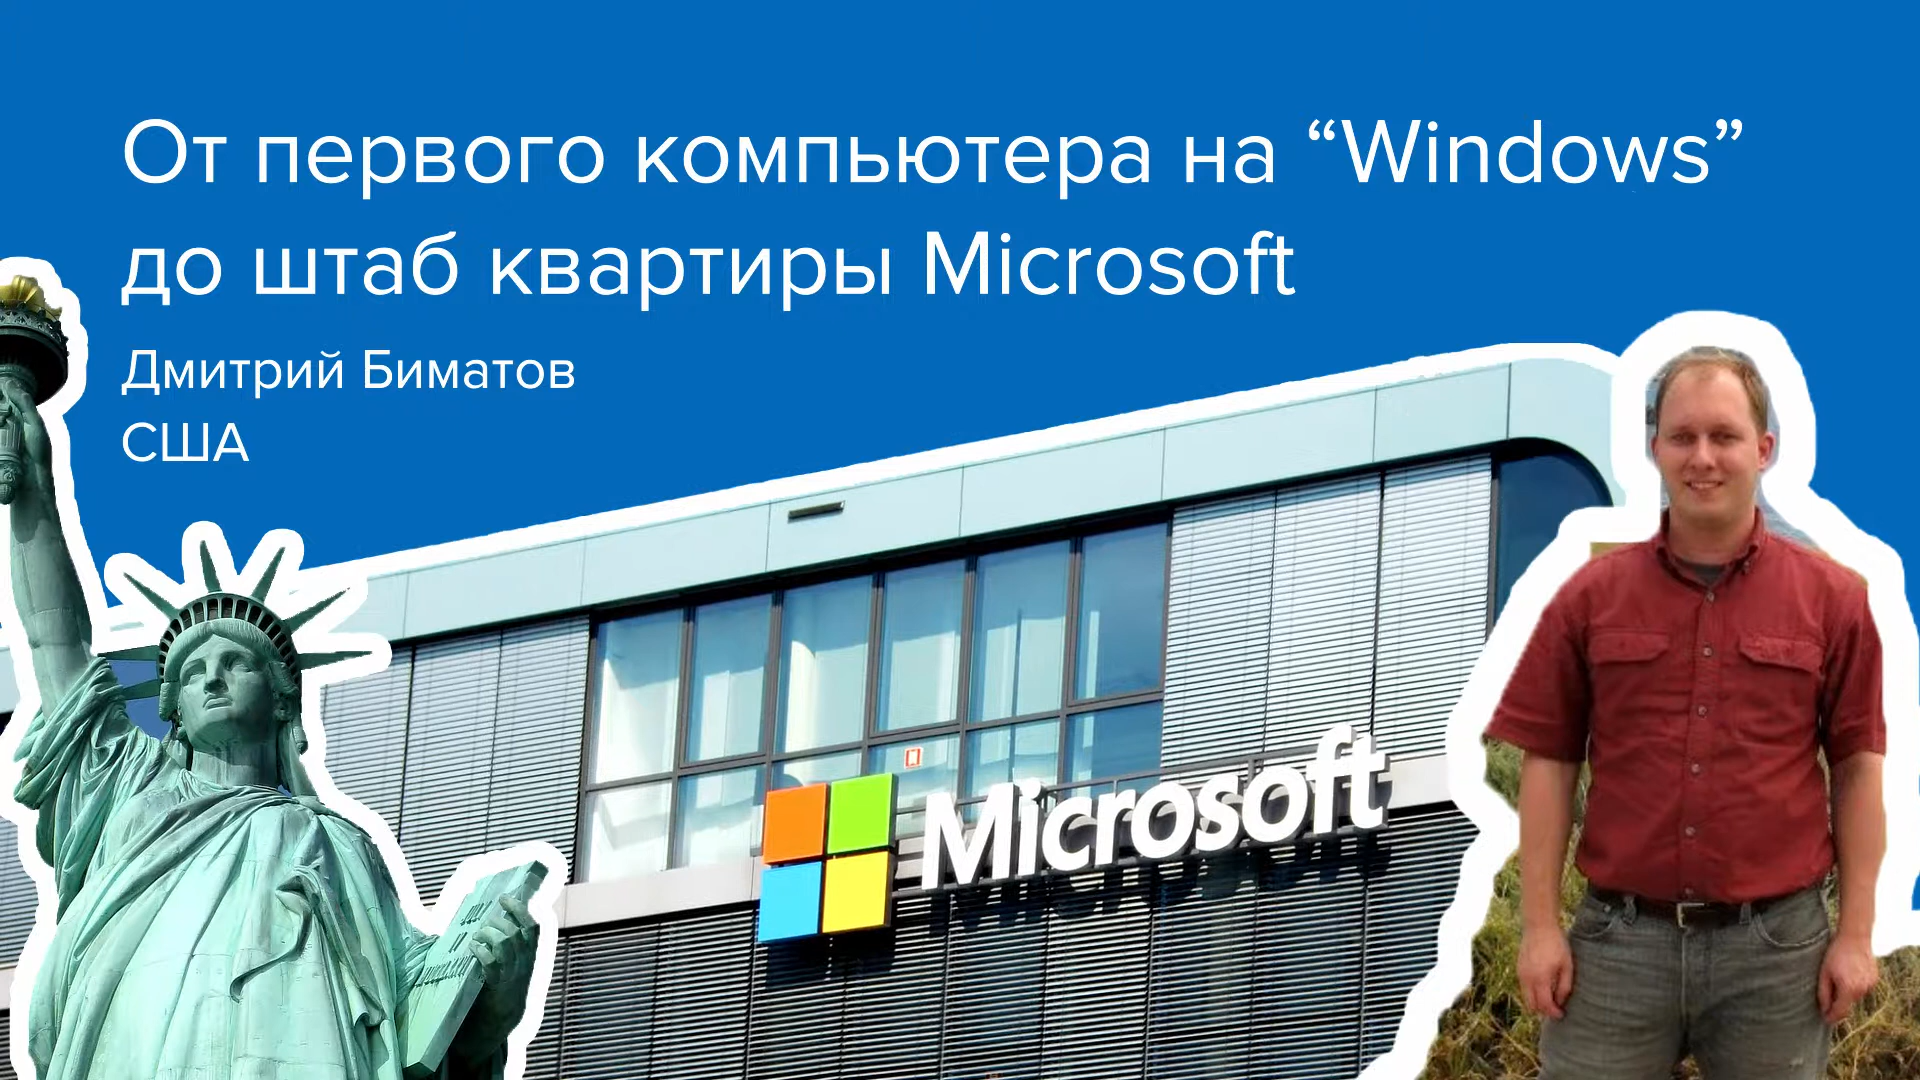 От первого компьютера на “Windows”
до штаб квартиры Microsoft
Дмитрий Биматов
США
Microsoft